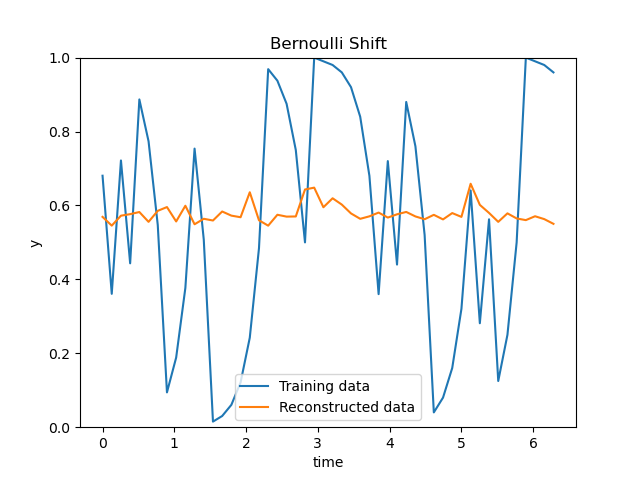 Bernoulli Shift
1.0
0.8
0.6
0.4
0.2
0.0
y
Training data
Reconstructed data
0 1 2 3 4 5 6
time